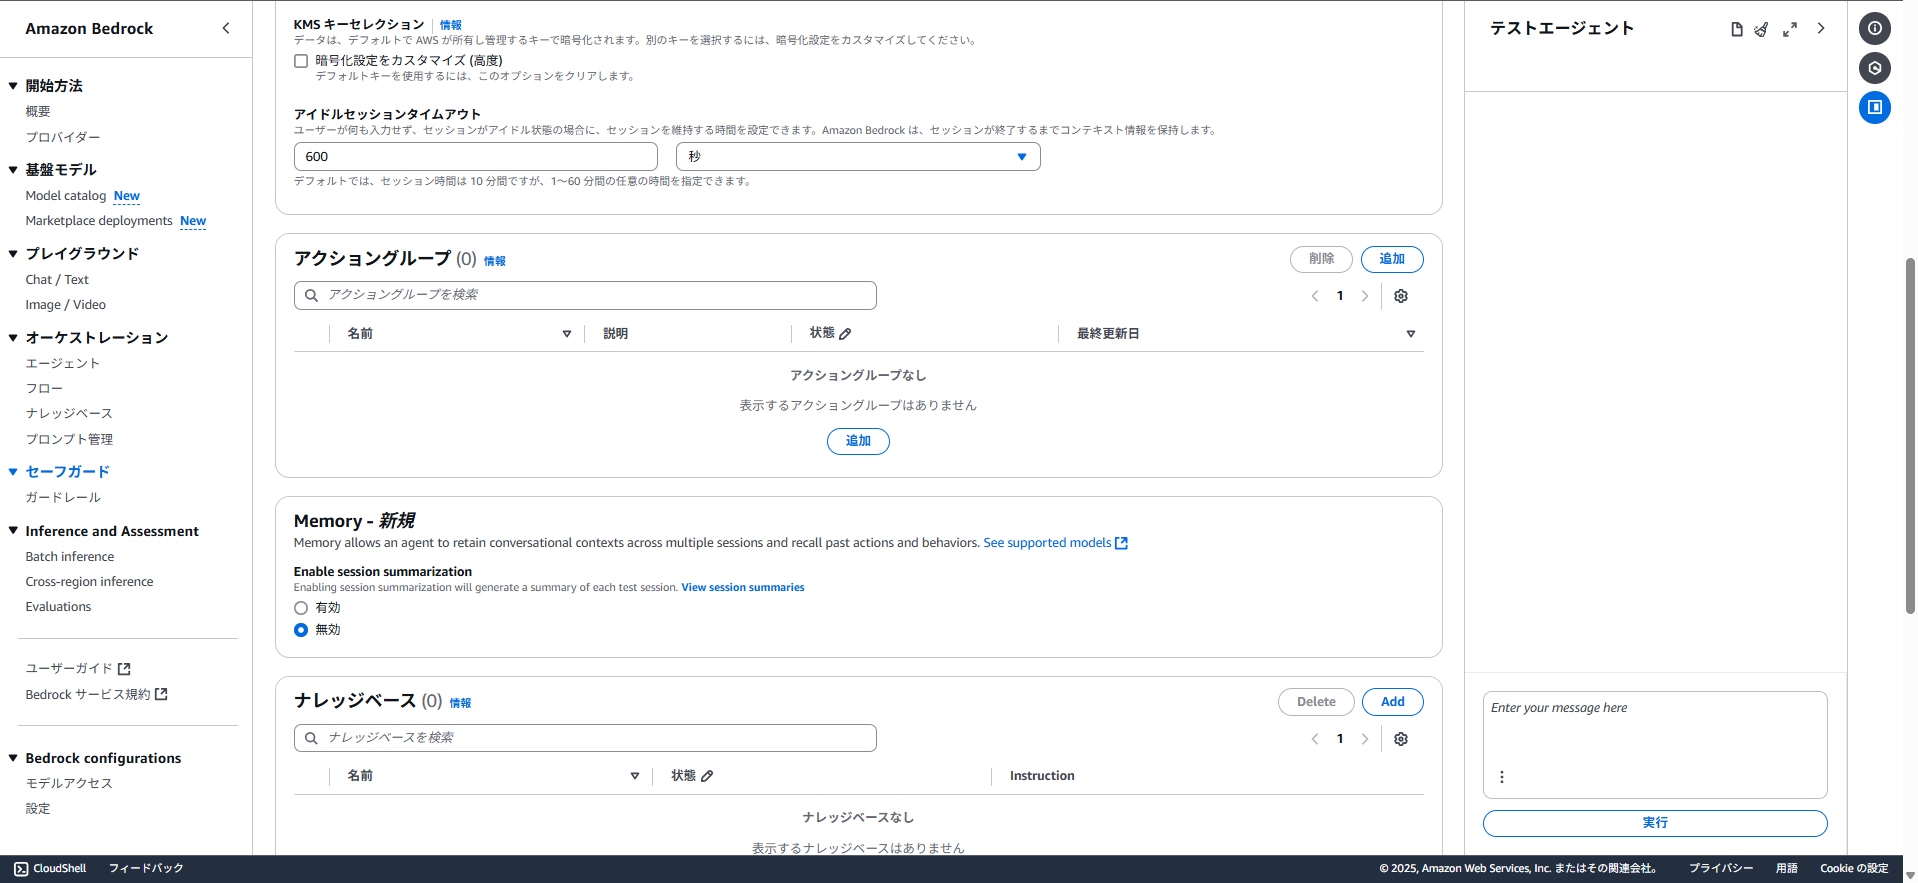 Amazon Bedrock
開始方法
概要
プロバイダー
基盤モデル
Model catalog New
Marketplace deployments New
プレイグラウンド
Chat / Text
Image / Video
オーケストレーション
エージェント
フロー
ナレッジベース
プロンプト管理
セーフガード
ガードレール
Inference and Assessment
Batch inference
Cross-region inference
Evaluations
ユーザーガイド
Bedrock サービス規約
Bedrock configurations
モデルアクセス
設定
KMS キーセレクション 情報
データは、デフォルトで AWS が所有し管理するキーで暗号化されます。別のキーを選択するには、暗号化設定をカスタマイズしてください。
暗号化設定をカスタマイズ (高度)
デフォルトキーを使用するには、このオプションをクリアします。
アイドルセッションタイムアウト
ユーザーが何も入力せず、セッションがアイドル状態の場合に、セッションを維持する時間を設定できます。Amazon Bedrock は、セッションが終了するまでコンテキスト情報を保持します。
600 秒
デフォルトでは、セッション時間は 10 分間ですが、1～60 分間の任意の時間を指定できます。
アクショングループ (0) 情報
削除 追加
アクショングループを検索
1
名前 説明 状態 最終更新日
アクショングループなし
表示するアクショングループはありません
追加
Memory - 新規
Memory allows an agent to retain conversational contexts across multiple sessions and recall past actions and behaviors. See supported models
Enable session summarization
Enabling session summarization will generate a summary of each test session. View session summaries
有効
無効
ナレッジベース (0) 情報
Delete Add
ナレッジベースを検索
1
名前 状態 Instruction
ナレッジベースなし
表示するナレッジベースはありません
テストエージェント
Enter your message here
実行
CloudShell フィードバック
© 2025, Amazon Web Services, Inc. またはその関連会社。 プライバシー 用語 Cookie の設定